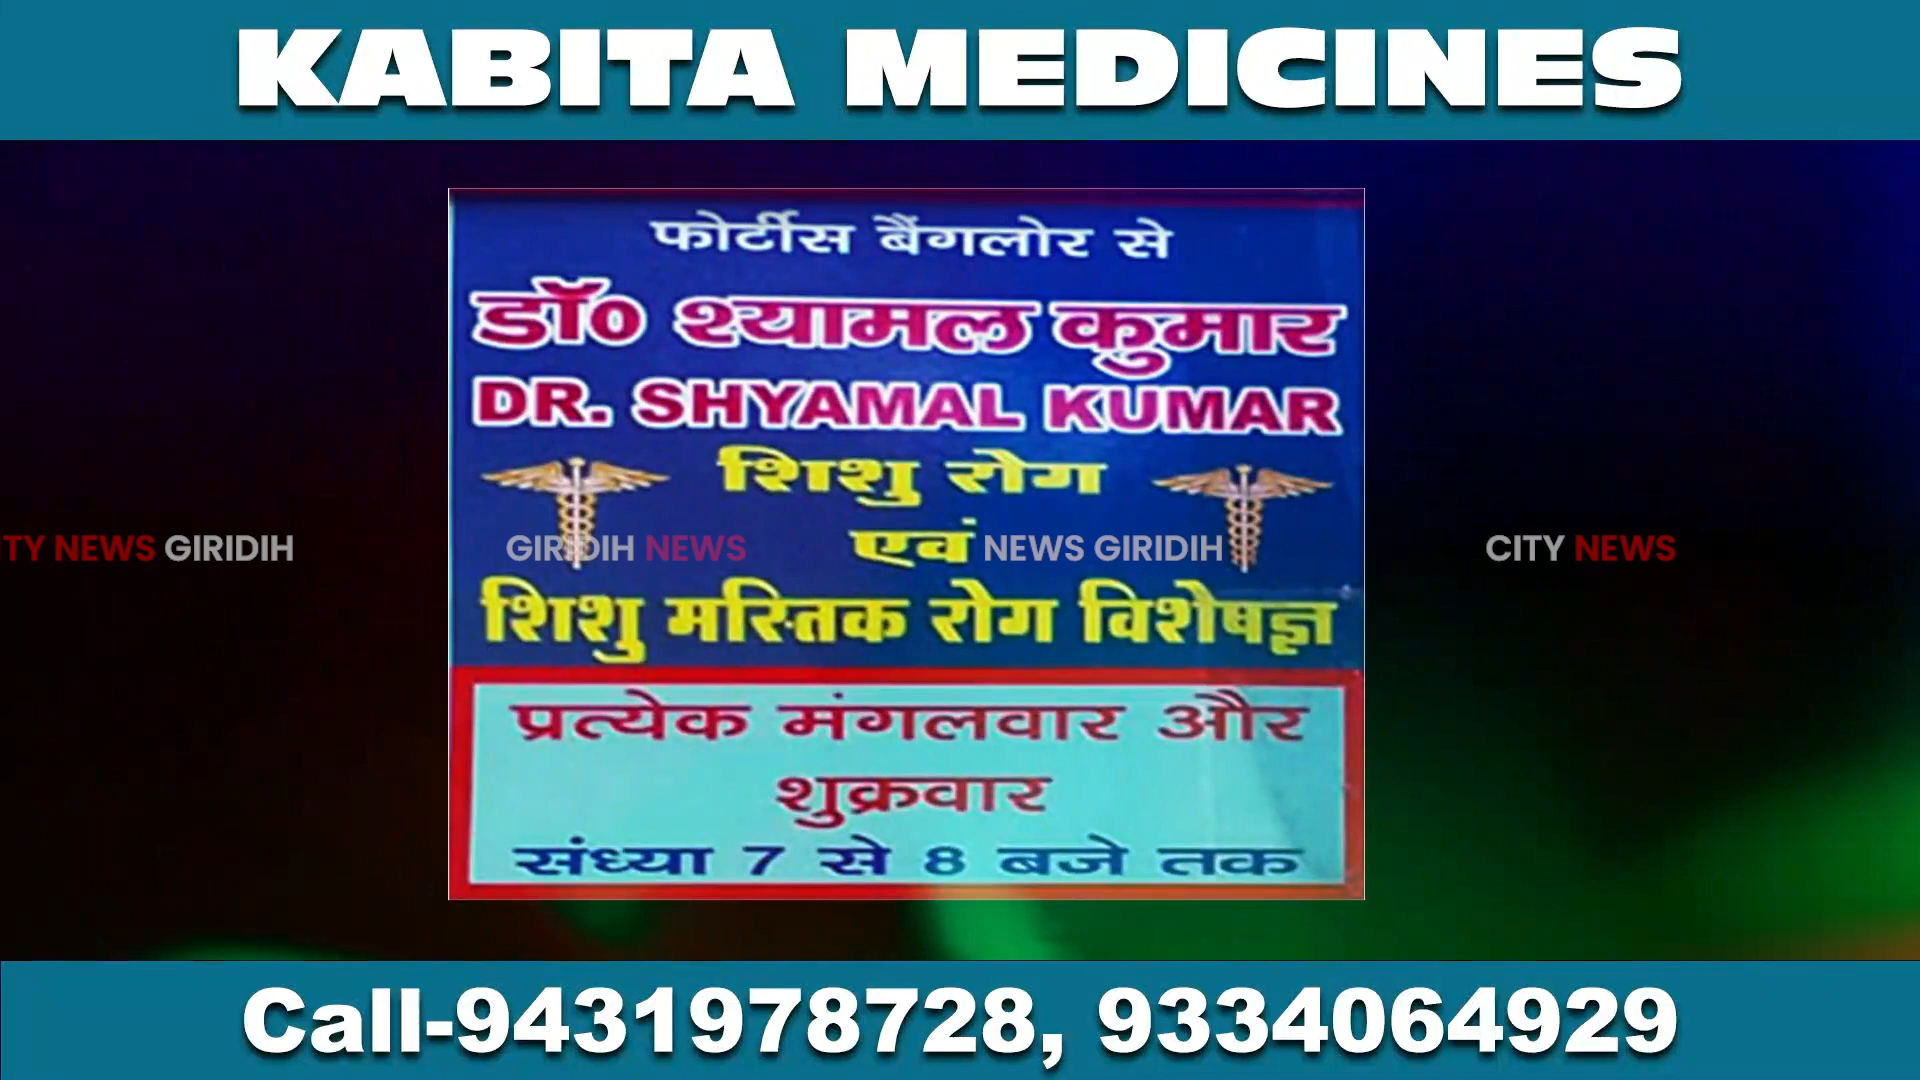 KABITA MEDICINES
फोर्टीस बैंगलोर से
डॉ० श्यामल कुमार
DR. SHYAMAL KUMAR
शिशु रोग
एवं
TY NEWS GIRIDIH
GIRIDIH NEWS
NEWS GIRIDIH
CITY NEWS
शिशु मस्तिक रोग विशेषज्ञ
प्रत्येक मंगलवार और
शुक्रवार
संध्या 7 से 8 बजे तक
Call-9431978728, 9334064929